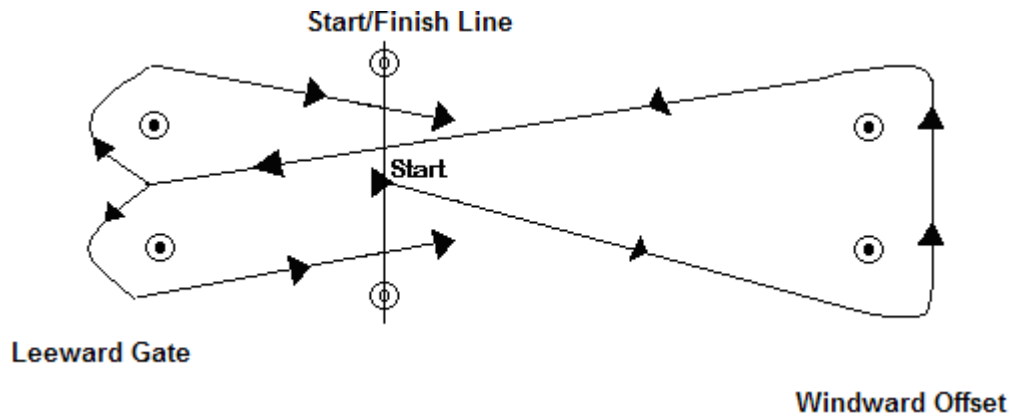 Start/Finish Line
Start
Leeward Gate
Windward Offset